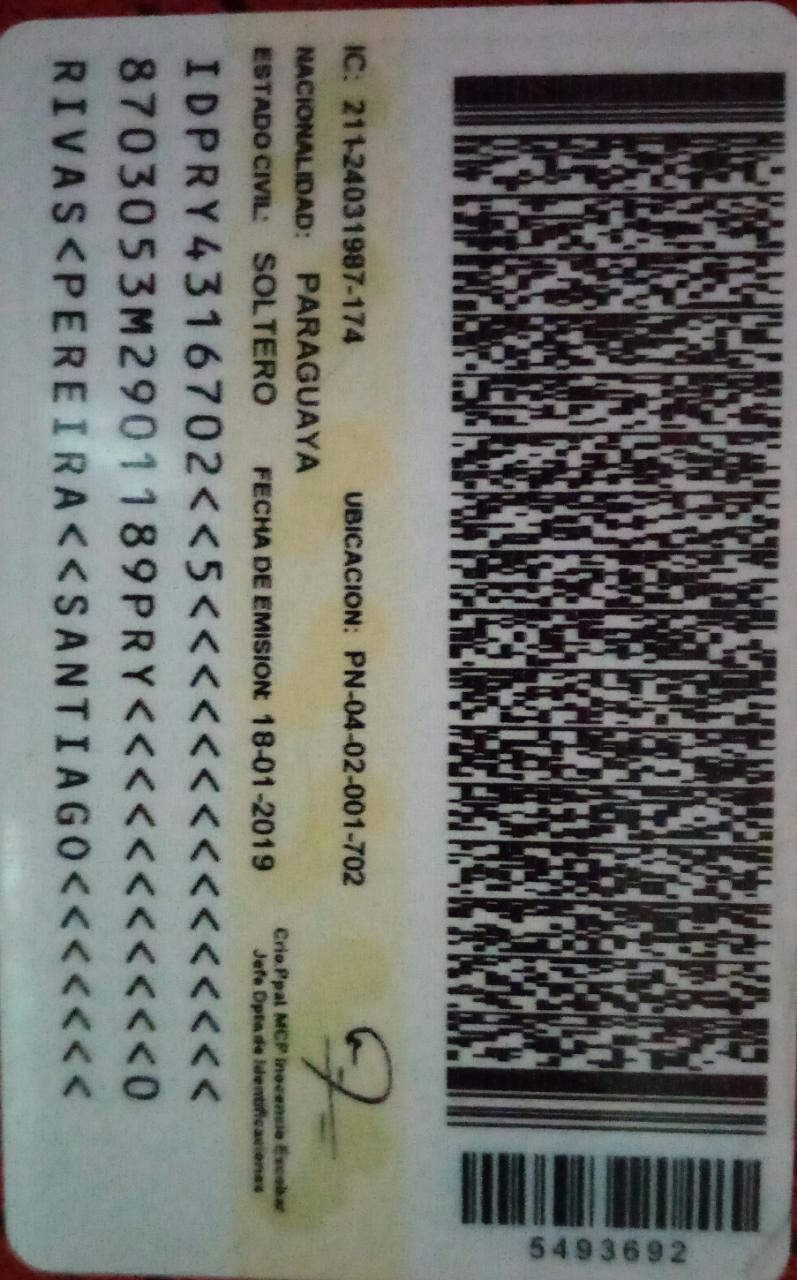 5493692
IC: 211-24031987-174 UBICACION: PN-04-02-001-702
NACIONALIDAD: PARAGUAYA
ESTADO CIVIL: SOLTERO FECHA DE EMISION: 18-01-2019
Crio.Ppal MCP Inocencio Escobar
Jefe Dpto de Identificaciones
IDPRY4316702<<5<<<<<<<<<<<<<<<
8703053M2901189PRY<<<<<<<<<<<0
RIVAS<PEREIRA<<SANTIAGO<<<<<<<